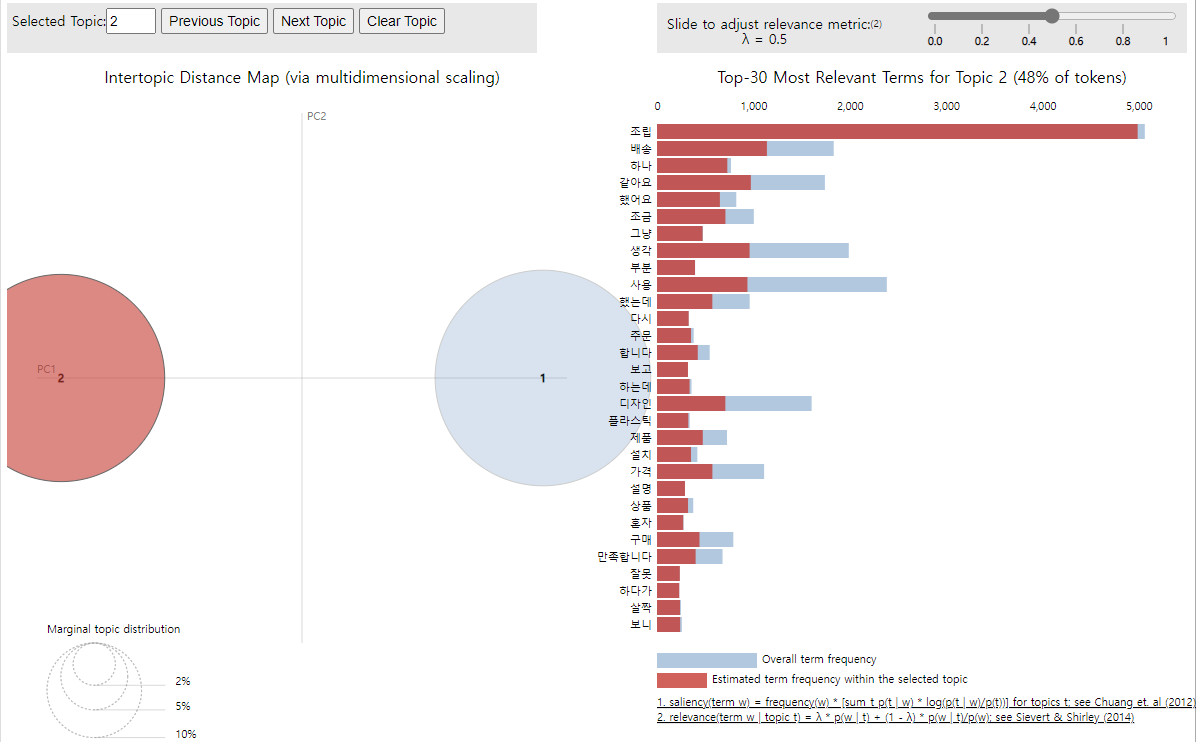 Selected Topic: 2 Previous Topic Next Topic Clear Topic
Slide to adjust relevance metric:(2)
λ = 0.5
0.0 0.2 0.4 0.6 0.8 1
Intertopic Distance Map (via multidimensional scaling)
PC2
PC1
2
1
Marginal topic distribution
2%
5%
10%
Top-30 Most Relevant Terms for Topic 2 (48% of tokens)
0 1,000 2,000 3,000 4,000 5,000
조립
배송
하나
같아요
했어요
조금
그냥
생각
부분
사용
했는데
다시
주문
합니다
보고
하는데
디자인
플라스틱
제품
설치
가격
설명
상품
혼자
구매
만족합니다
잘못
하다가
살짝
보니
Overall term frequency
Estimated term frequency within the selected topic
1. saliency(term w) = frequency(w) * [sum_t p(t | w) * log(p(t | w)/p(t))] for topics t; see Chuang et. al (2012)
2. relevance(term w | topic t) = λ * p(w | t) + (1 - λ) * p(w | t)/p(w); see Sievert & Shirley (2014)